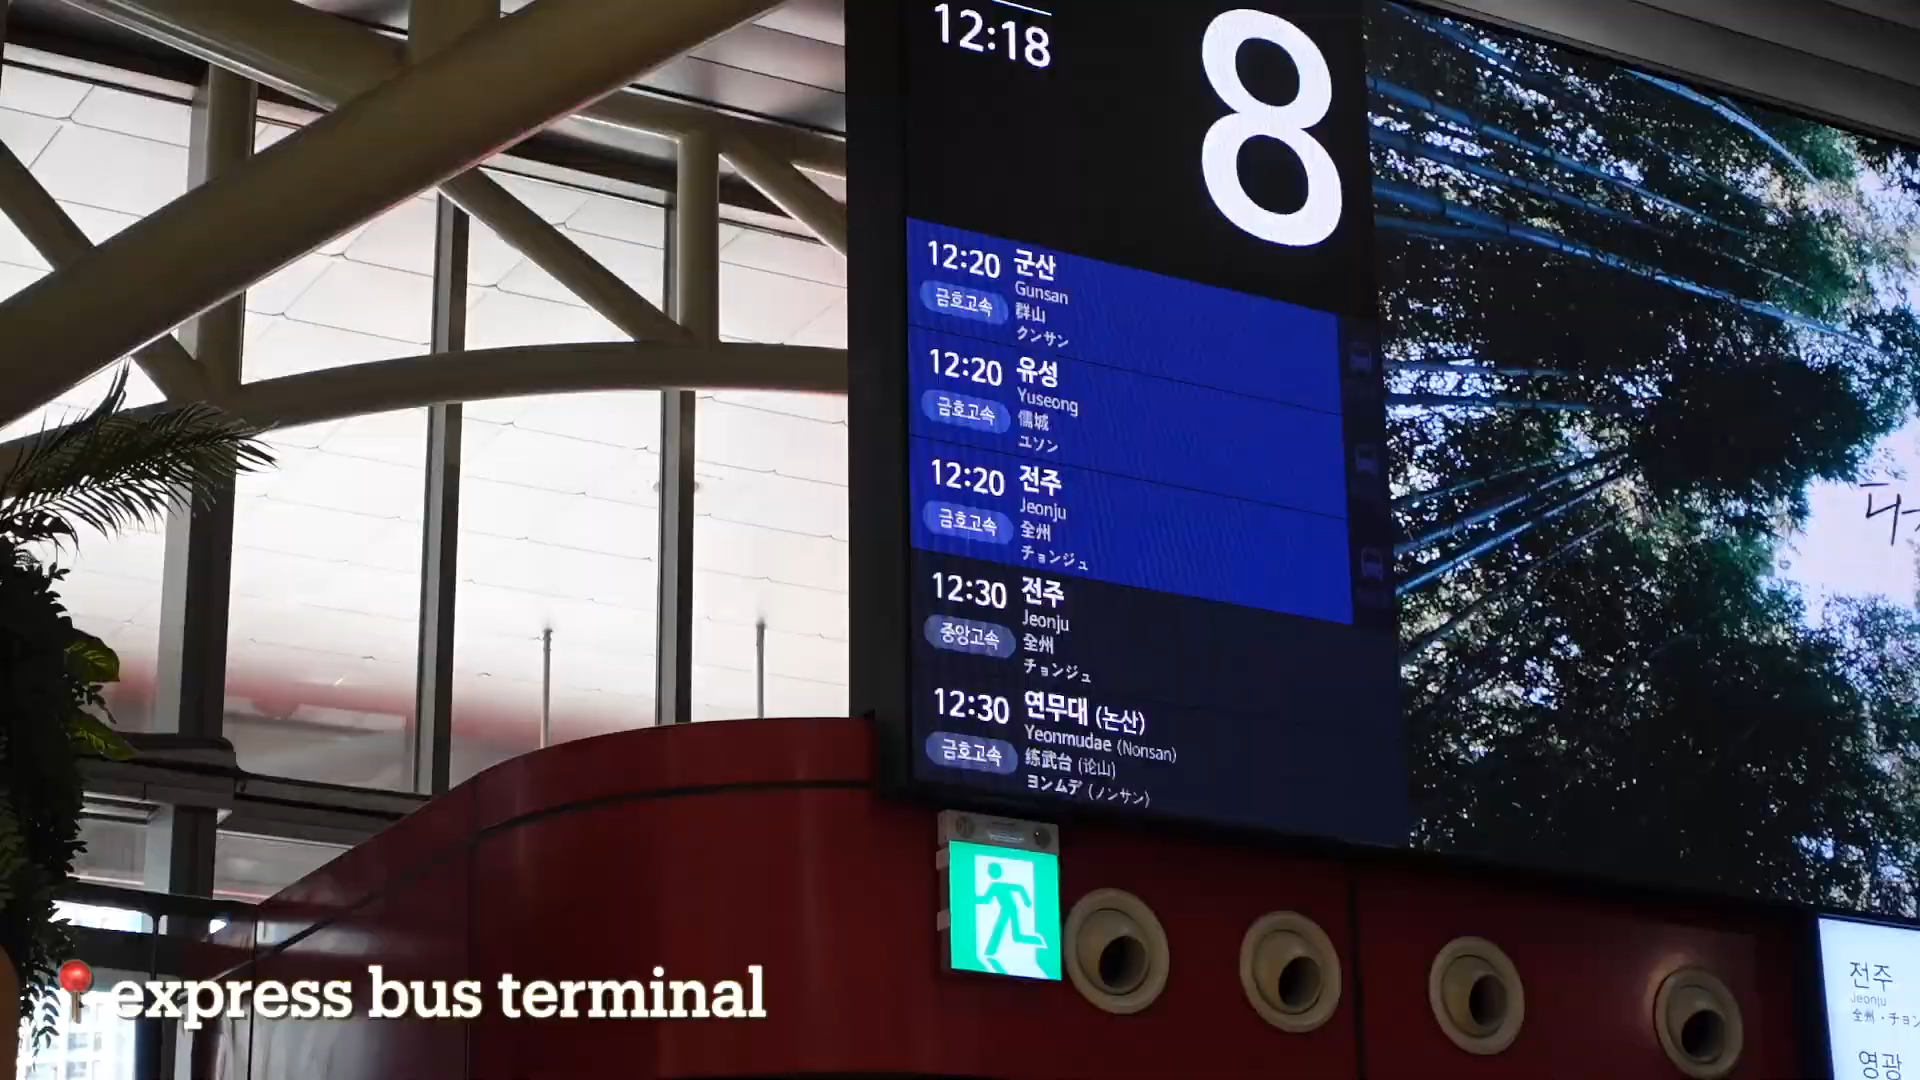 12:18
8
12:20 군산
금호고속
Gunsan
群山
クンサン
12:20 유성
금호고속
Yuseong
儒城
ユソン
12:20 전주
금호고속
Jeonju
全州
チョンジュ
12:30 전주
중앙고속
Jeonju
全州
チョンジュ
12:30 연무대 (논산)
금호고속
Yeonmudae (Nonsan)
练武台 (论山)
ヨンムデ (ノンサン)
전주
Jeonju
全州・チョン
영광
express bus terminal